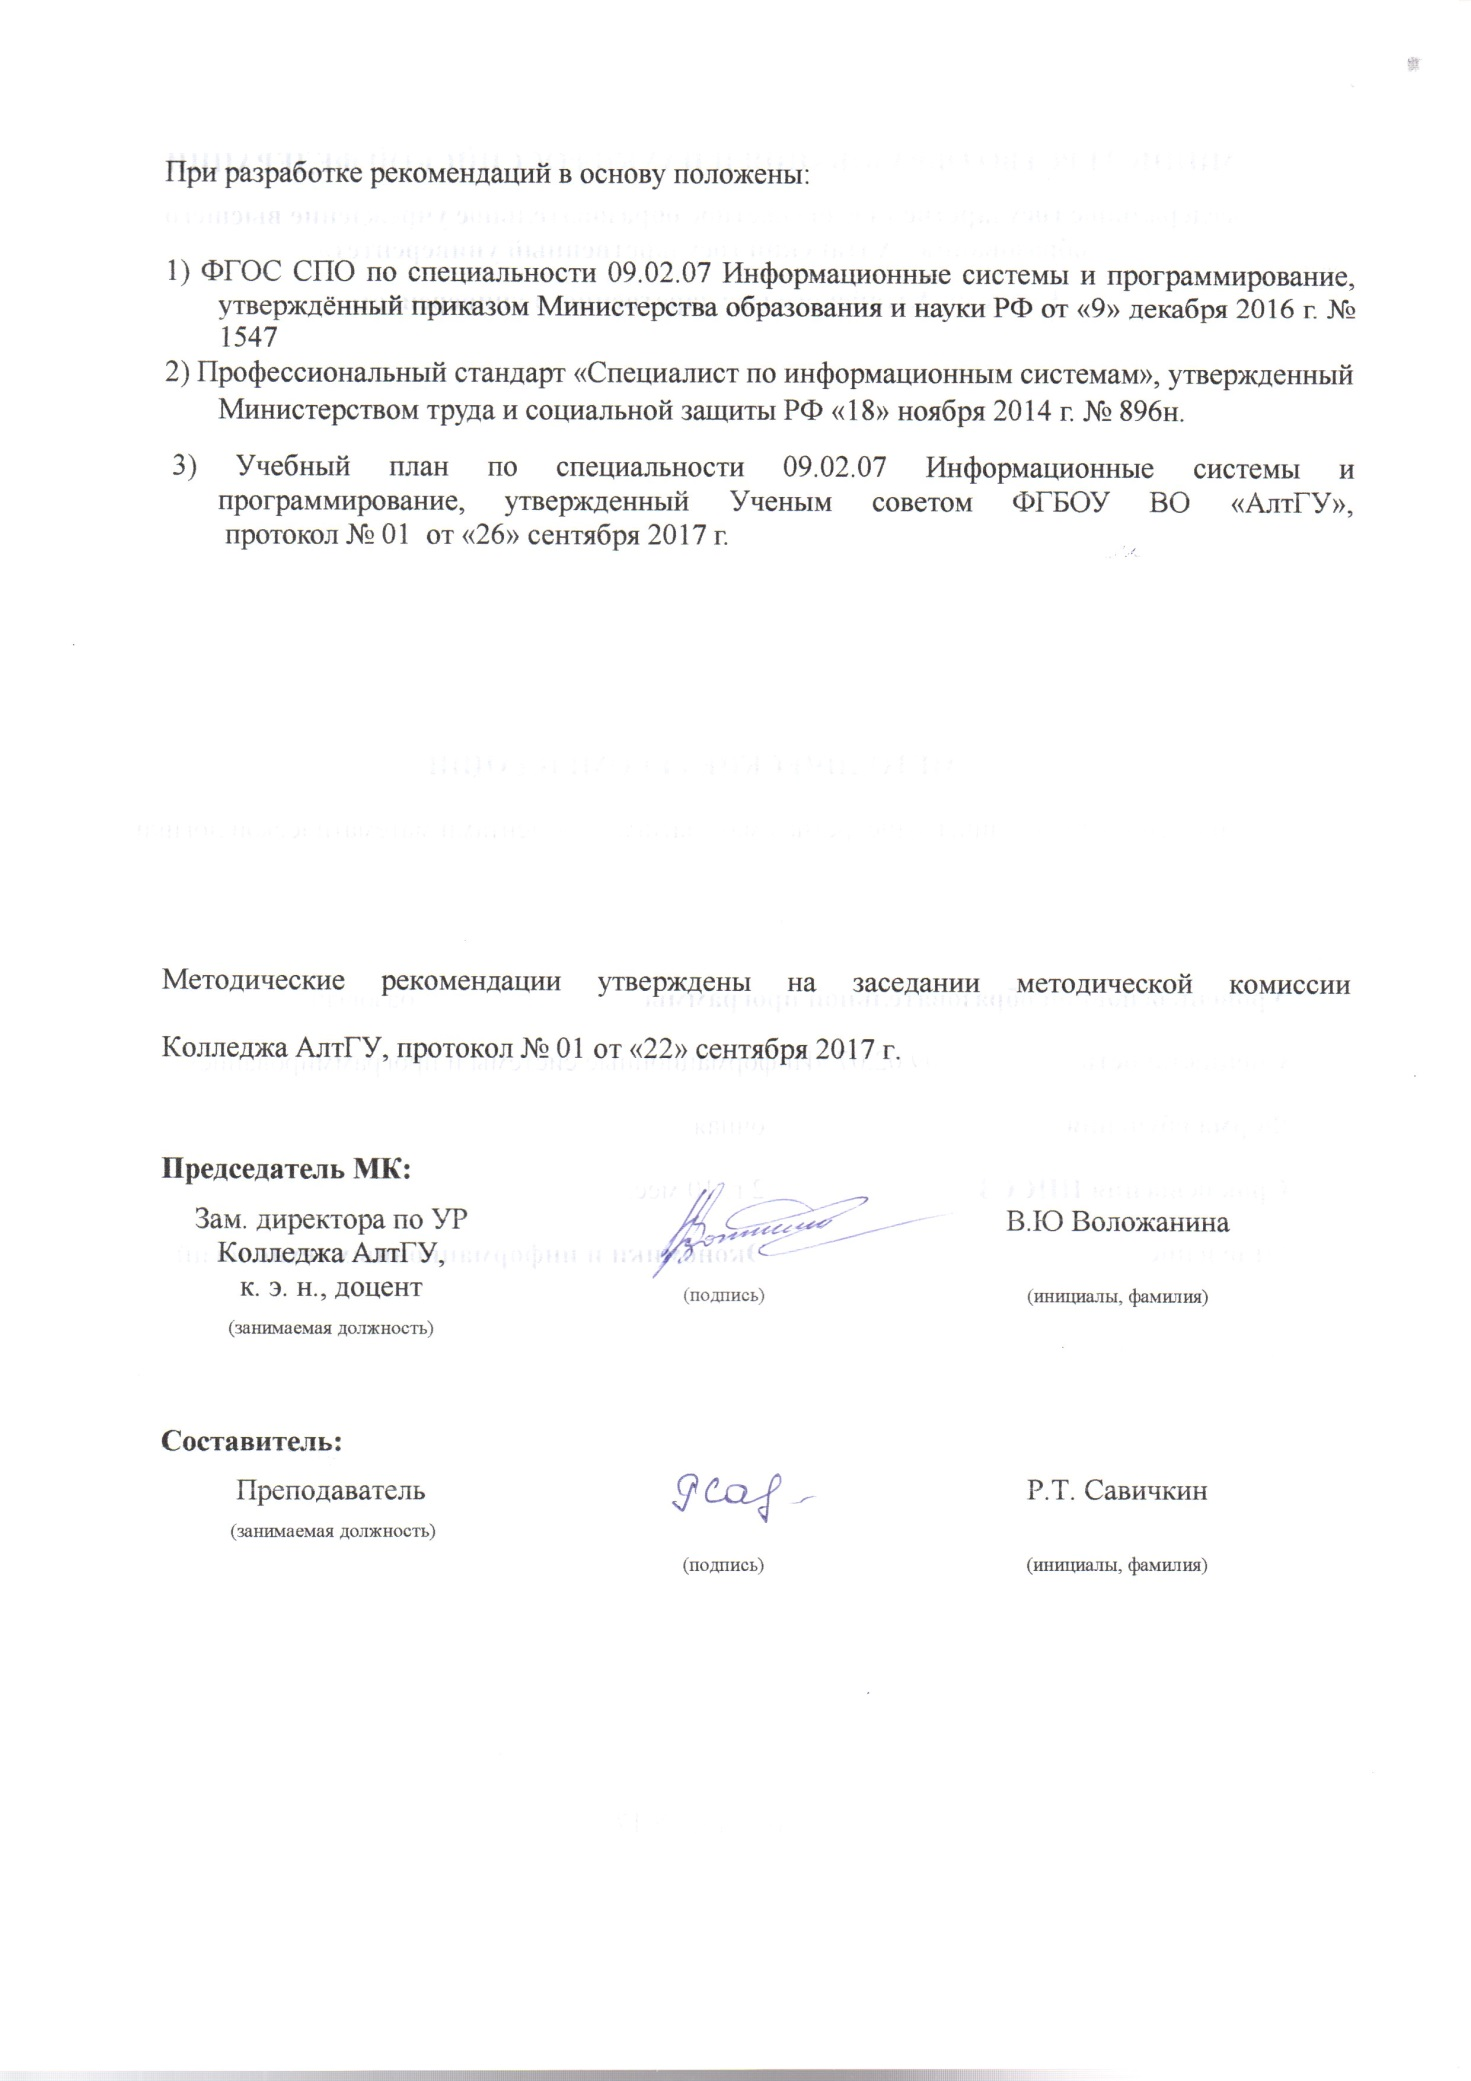 При разработке рекомендаций в основу положены:
1) ФГОС СПО по специальности 09.02.07 Информационные системы и программирование,
утверждённый приказом Министерства образования и науки РФ от «9» декабря 2016 г. №
1547
2) Профессиональный стандарт «Специалист по информационным системам», утвержденный
Министерством труда и социальной защиты РФ «18» ноября 2014 г. № 896н.
3) Учебный план по специальности 09.02.07 Информационные системы и
программирование, утвержденный Ученым советом ФГБОУ ВО «АлтГУ»,
протокол № 01 от «26» сентября 2017 г.
Методические рекомендации утверждены на заседании методической комиссии
Колледжа АлтГУ, протокол № 01 от «22» сентября 2017 г.
Председатель МК:
Зам. директора по УР
Колледжа АлтГУ,
к. э. н., доцент
(занимаемая должность)
(подпись)
В.Ю Воложанина
(инициалы, фамилия)
Составитель:
Преподаватель
(занимаемая должность)
(подпись)
Р.Т. Савичкин
(инициалы, фамилия)